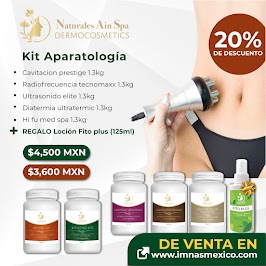 Naturales Ain Spa
DERMOCOSMETICS
20%
DE DESCUENTO
Kit Aparatología
• Cavitacion prestige 1.3kg
• Radiofrecuencia tecnomaxx 1.3kg
• Ultrasonido elite 1.3kg
• Diatermia ultratermic 1.3kg
• Hi fu med spa 1.3kg
+ REGALO Loción Fito plus (125ml)
$4,500 MXN
$3,600 MXN
DE VENTA EN
www.imnasmexico.com